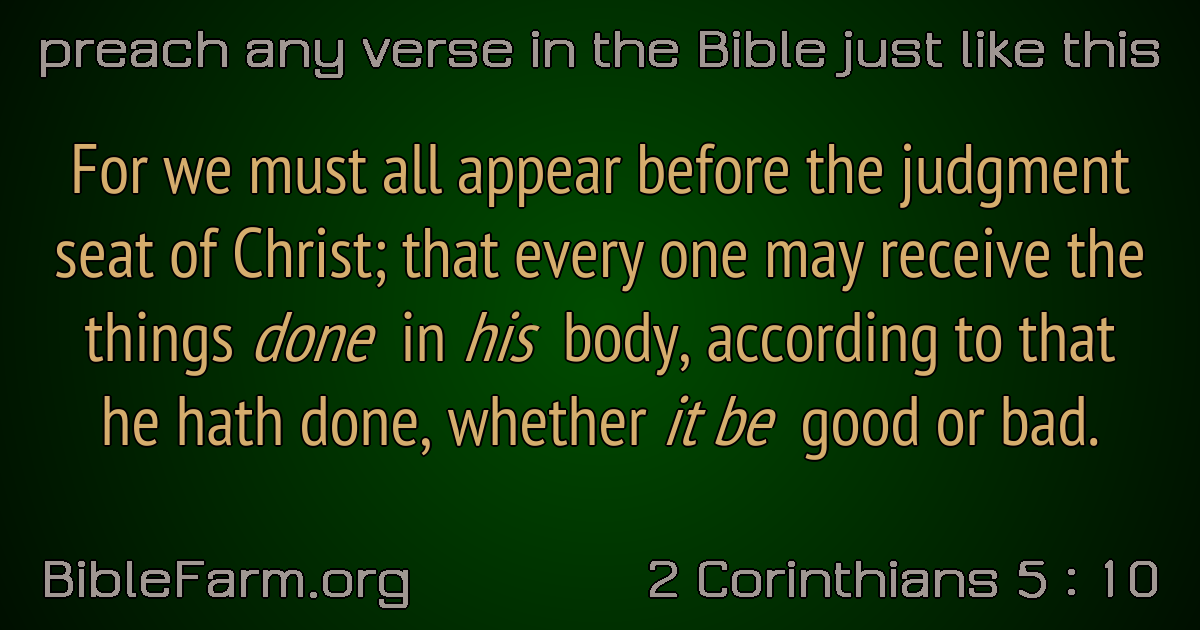 preach any verse in the Bible just like this
For we must all appear before the judgment
seat of Christ; that every one may receive the
things done in his body, according to that
he hath done, whether it be good or bad.
BibleFarm.org
2 Corinthians 5 : 10